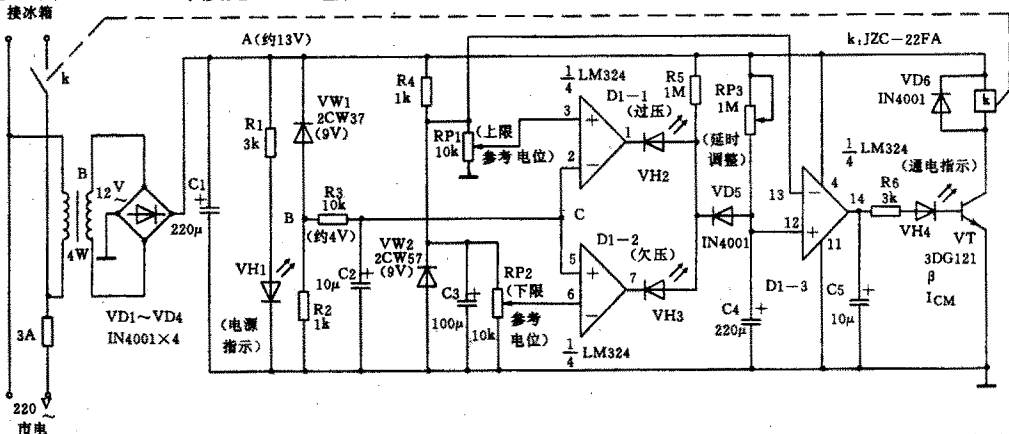 接冰箱
A(约13V)
k:JZC-22FA
k
R4
1k
1/4 LM324
D1-1
(过压)
R5
1M
RP3
1M
VD6
IN4001
k
VW1
2CW37
(9V)
R1
3k
RP1
10k
(上限
参考电位)
3
2
1
VH2
(延时
调整)
1/4 LM324
(通电指示)
B
12V
4W
C1
220μ
B
R3
10k
(约4V)
C
VD5
IN4001
13
12
4
14
11
R6
3k
VH4
VT
3DG121
β
ICM
VW2
2CW57
(9V)
D1-2
(欠压)
5
6
7
VH3
RP2
(下限
参考
电位)
10k
D1-3
VH1
10μ
C2
R2
1k
C3
100μ
C4
220μ
C5
10μ
3A
VD1~VD4
IN4001×4
(电源
指示)
1/4 LM324
220~
市电